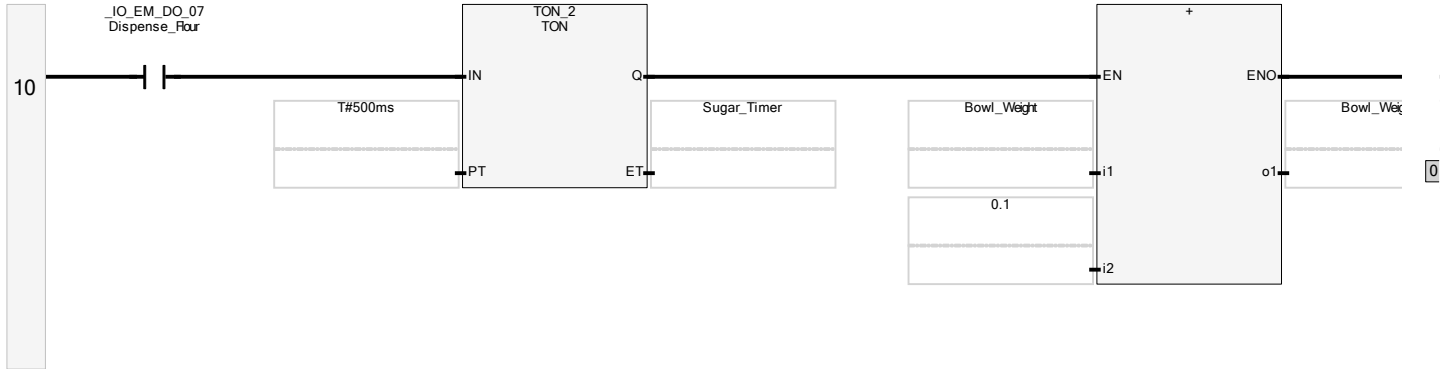 _IO_EM_DO_07
Dispense_Flour
TON_2
TON
+
10
IN
Q
EN
ENO
T#500ms
Sugar_Timer
Bowl_Weight
Bowl_Weig
PT
ET
i1
o1
0
0.1
i2